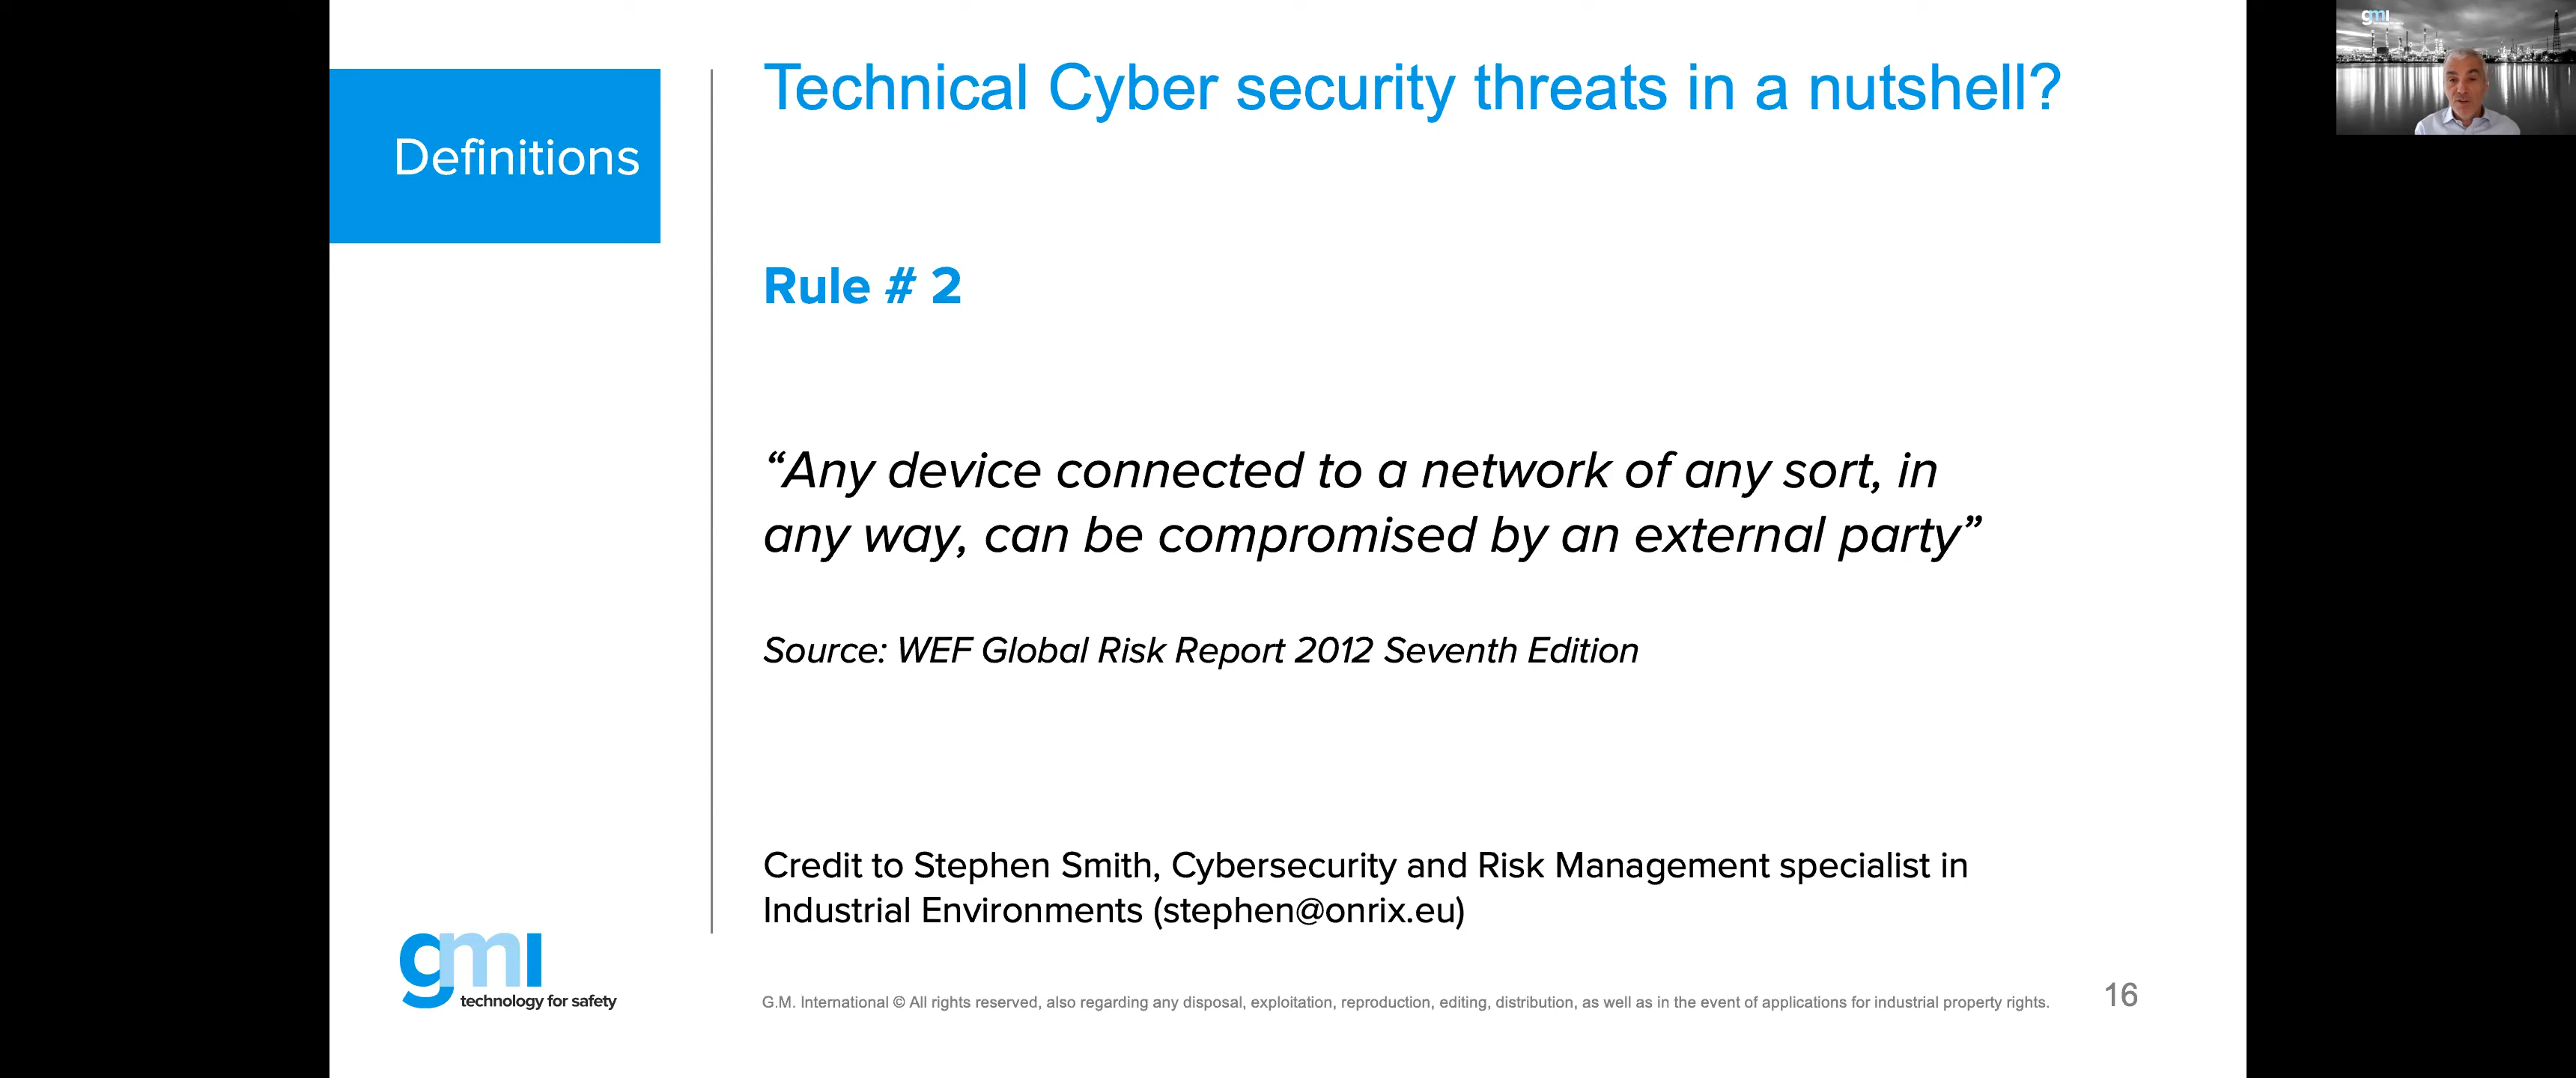 Definitions
Technical Cyber security threats in a nutshell?
Rule # 2
“Any device connected to a network of any sort, in
any way, can be compromised by an external party”
Source: WEF Global Risk Report 2012 Seventh Edition
Credit to Stephen Smith, Cybersecurity and Risk Management specialist in
Industrial Environments (stephen@onrix.eu)
gmi
technology for safety
G.M. International © All rights reserved, also regarding any disposal, exploitation, reproduction, editing, distribution, as well as in the event of applications for industrial property rights.
16
gmi